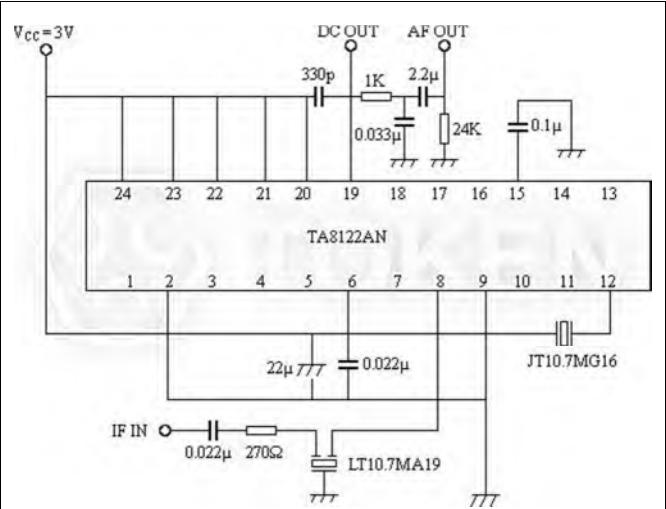 VCC=3V
DC OUT
AF OUT
330p
1K
2.2μ
0.033μ
24K
0.1μ
24 23 22 21 20 19 18 17 16 15 14 13
TA8122AN
TOKEN
1 2 3 4 5 6 7 8 9 10 11 12
JT10.7MG16
22μ
0.022μ
IF IN
0.022μ
270Ω
LT10.7MA19